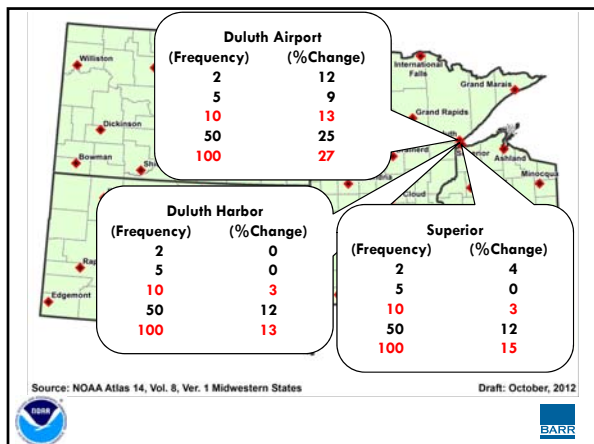 Duluth Airport
(Frequency) (%Change)
2 12
5 9
10 13
50 25
100 27
Williston
International
Falls
Grand Marais
Grand Rapids
Dickinson
Bowman
Ashland
Minocqua
Cloud
Duluth Harbor
(Frequency) (%Change)
2 0
5 0
10 3
50 12
100 13
Superior
(Frequency) (%Change)
2 4
5 0
10 3
50 12
100 15
Edgemont
Source: NOAA Atlas 14, Vol. 8, Ver. 1 Midwestern States
Draft: October, 2012
NOAA
BARR